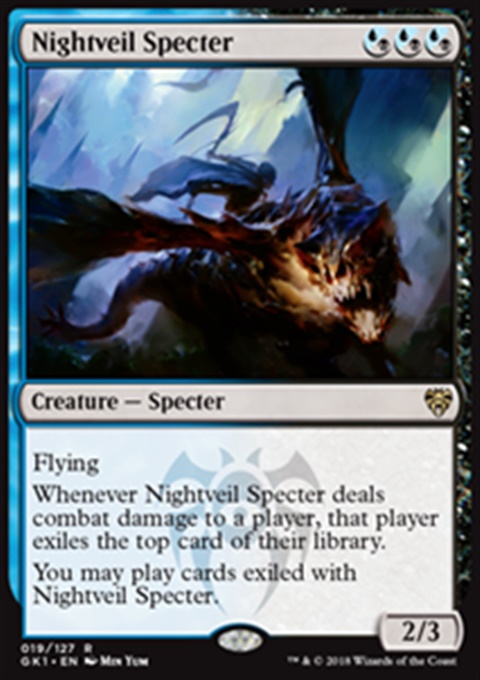 Nightveil Specter
Creature — Specter
Flying
Whenever Nightveil Specter deals
combat damage to a player, that player
exiles the top card of their library.
You may play cards exiled with
Nightveil Specter.
2/3
019/127 R
GK1 • EN Min Yum
™ & © 2018 Wizards of the Coast